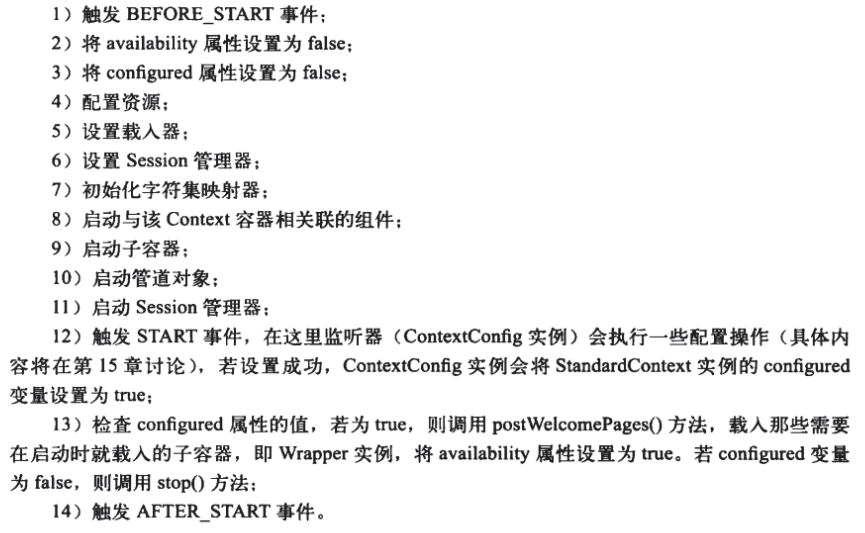 1）触发 BEFORE_START 事件；
2）将 availability 属性设置为 false；
3）将 configured 属性设置为 false；
4）配置资源；
5）设置载入器；
6）设置 Session 管理器；
7）初始化字符集映射器；
8）启动与该 Context 容器相关联的组件；
9）启动子容器；
10）启动管道对象；
11）启动 Session 管理器；
12）触发 START 事件，在这里监听器（ContextConfig 实例）会执行一些配置操作（具体内
容将在第 15 章讨论），若设置成功，ContextConfig 实例会将 StandardContext 实例的 configured
变量设置为 true；
13）检查 configured 属性的值，若为 true，则调用 postWelcomePages() 方法，载入那些需要
在启动时就载入的子容器，即 Wrapper 实例，将 availability 属性设置为 true。若 configured 变量
为 false，则调用 stop() 方法；
14）触发 AFTER_START 事件。